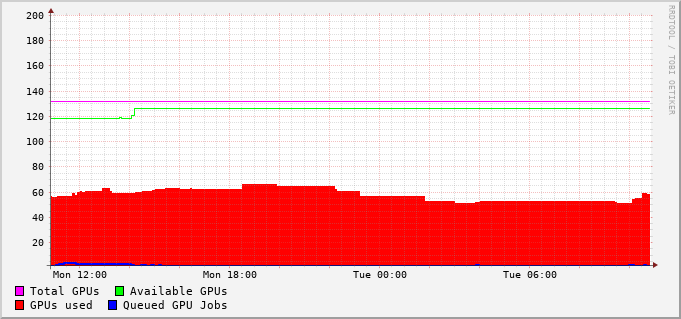 200
180
160
140
120
100
80
60
40
20
Mon 12:00 Mon 18:00 Tue 00:00 Tue 06:00
Total GPUs Available GPUs
GPUs used Queued GPU Jobs
RRDTOOL / TOBI OETIKER